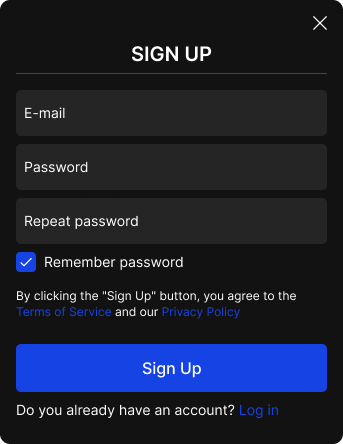 SIGN UP
E-mail
Password
Repeat password
Remember password
By clicking the "Sign Up" button, you agree to the
Terms of Service and our Privacy Policy
Sign Up
Do you already have an account? Log in